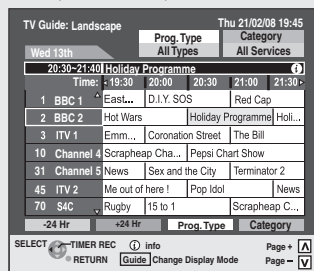 TV Guide: Landscape Thu 21/02/08 19:45
Prog. Type Category
Wed 13th All Types All Services
20:30~21:40 Holiday Programme i
Time: 19:30 20:00 20:30 21:00 21:30
1 BBC 1 East... D.I.Y. SOS Red Cap
2 BBC 2 Hot Wars Holiday Programme Holi...
3 ITV 1 Emm... Coronation Street The Bill
10 Channel 4 Scrapheap Cha... Pepsi Chart Show
31 Channel 5 News Sex and the City Terminator 2
45 ITV 2 Me out of here ! Pop Idol News
70 S4C Rugby 15 to 1 Scrapheap C...
-24 Hr +24 Hr Prog. Type Category
SELECT TIMER REC i info Page +
RETURN Guide Change Display Mode Page –